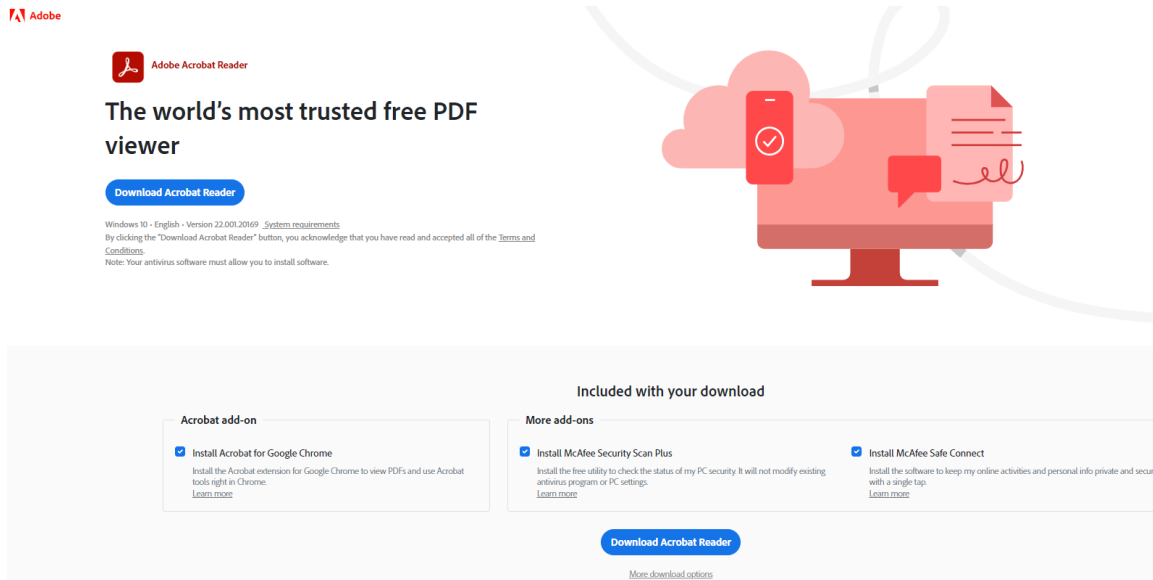 Adobe
Adobe Acrobat Reader
The world's most trusted free PDF
viewer
Download Acrobat Reader
Windows 10 - English - Version 22.001.20169 System requirements
By clicking the "Download Acrobat Reader" button, you acknowledge that you have read and accepted all of the Terms and
Conditions.
Note: Your antivirus software must allow you to install software.
Included with your download
Acrobat add-on
Install Acrobat for Google Chrome
Install the Acrobat extension for Google Chrome to view PDFs and use Acrobat
tools right in Chrome.
Learn more
More add-ons
Install McAfee Security Scan Plus
Install the free utility to check the status of my PC security. It will not modify existing
antivirus program or PC settings.
Learn more
Install McAfee Safe Connect
Install the software to keep my online activities and personal info private and secur
with a single tap.
Learn more
Download Acrobat Reader
More download options